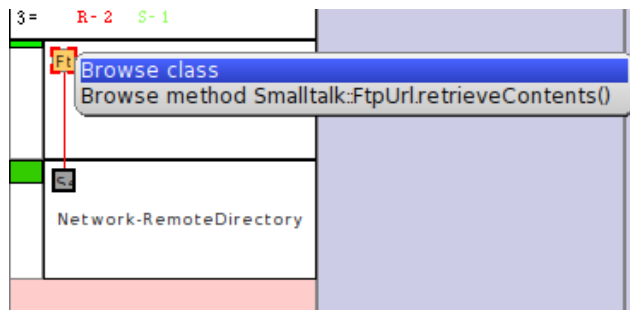 3= R-2 S-1
Ft
Browse class
Browse method Smalltalk::FtpUrl.retrieveContents()
Network-RemoteDirectory